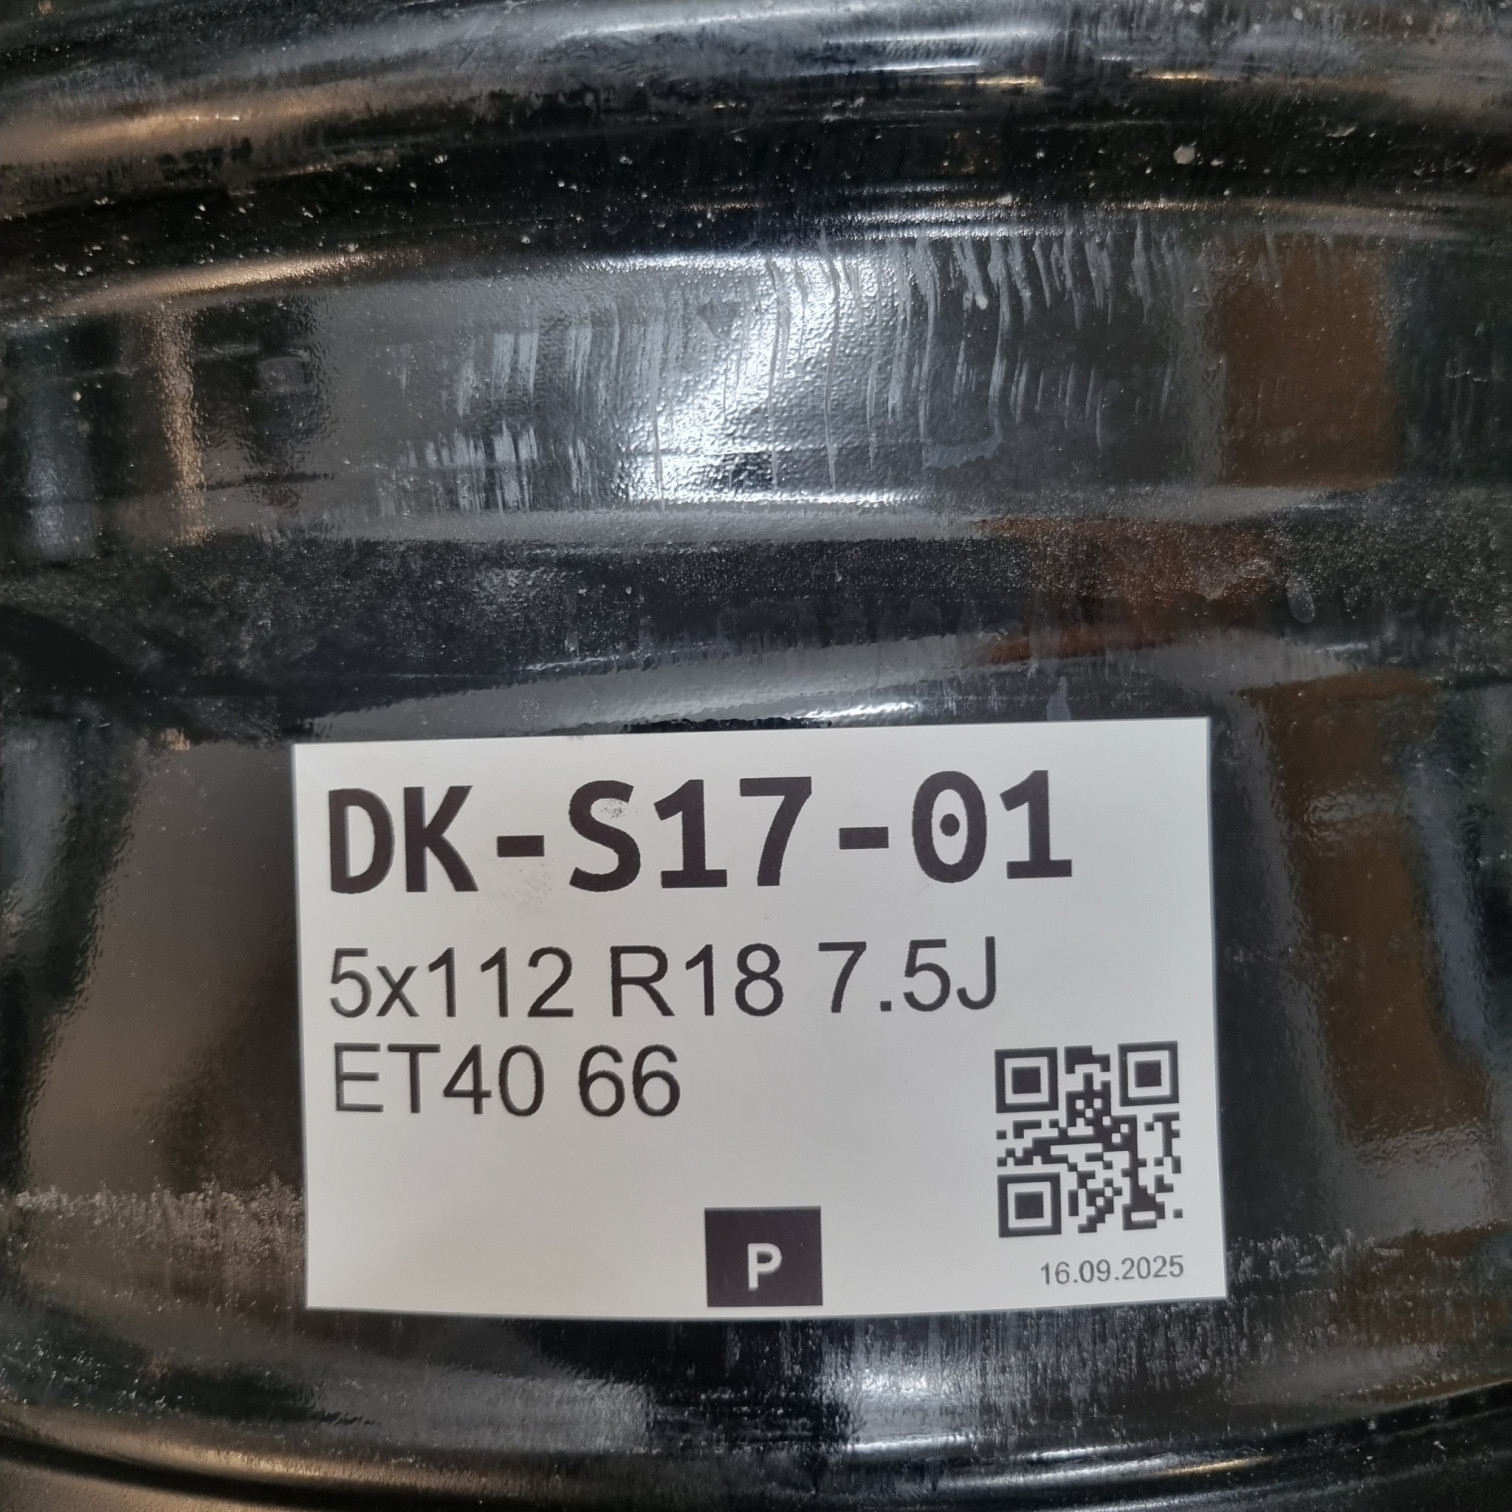 DK-S17-01
5x112 R18 7.5J
ET40 66
P
16.09.2025